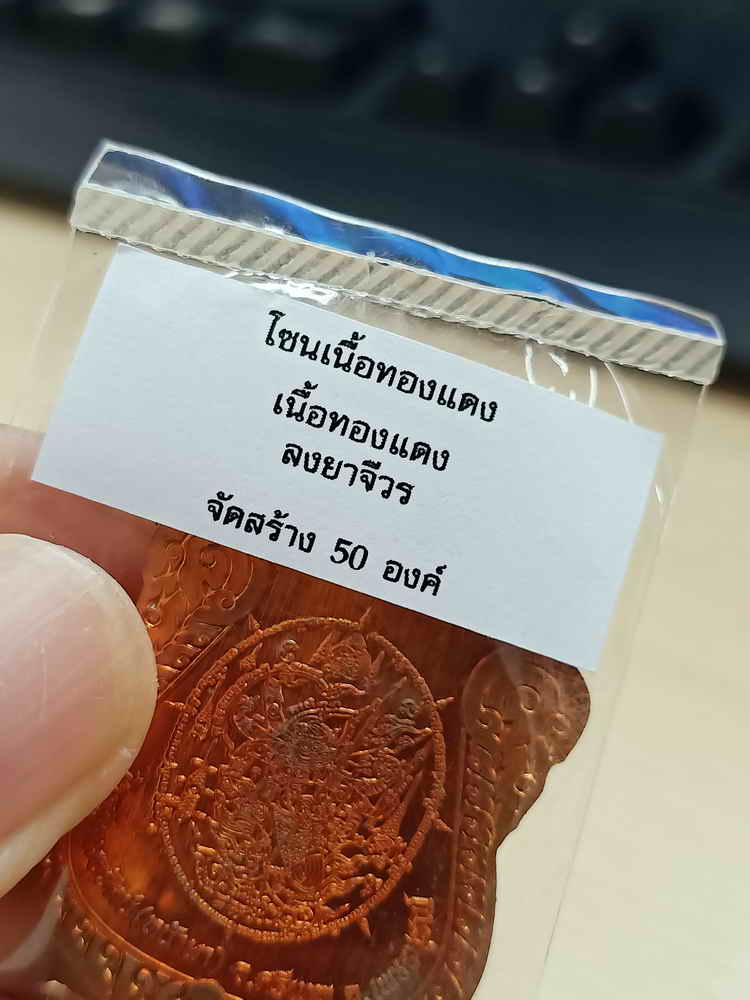 โซนเนื้อทองแดง
เนื้อทองแดง
ลงยาจีวร
จัดสร้าง 50 องค์